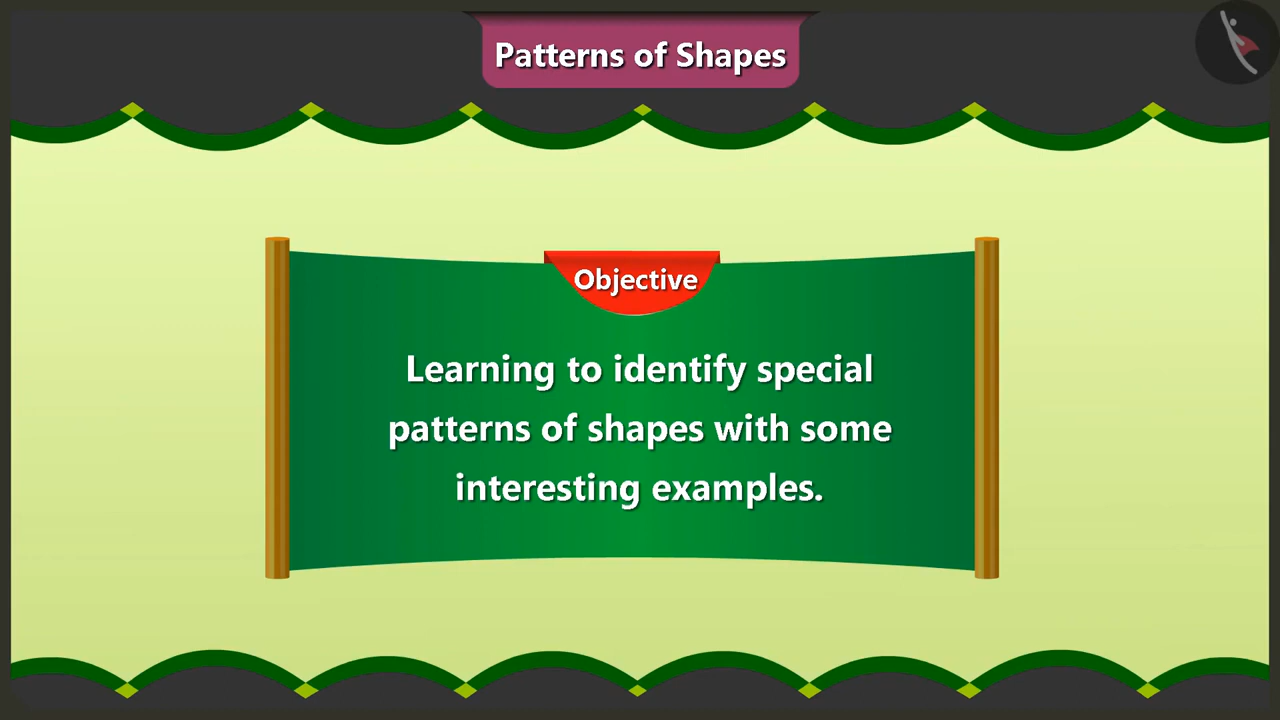 Patterns of Shapes
Objective
Learning to identify special
patterns of shapes with some
interesting examples.